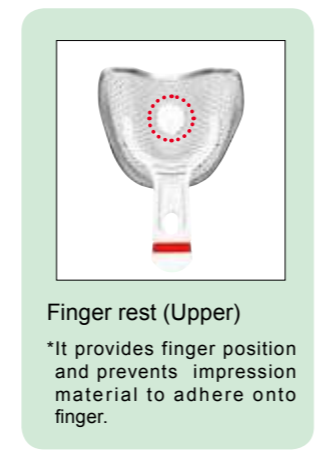 Finger rest (Upper)
*It provides finger position
and prevents impression
material to adhere onto
finger.